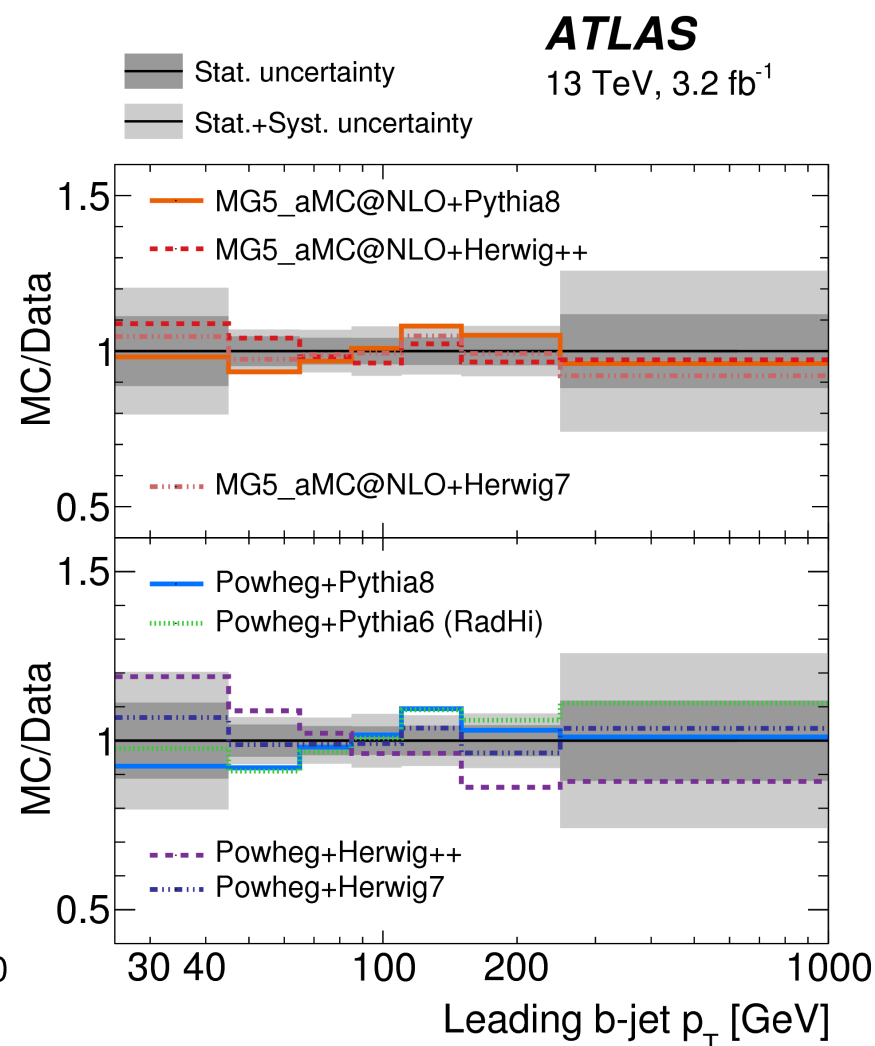 ATLAS
Stat. uncertainty
13 TeV, 3.2 fb⁻¹
Stat.+Syst. uncertainty
1.5
MG5_aMC@NLO+Pythia8
MG5_aMC@NLO+Herwig++
MC/Data
1
MG5_aMC@NLO+Herwig7
0.5
1.5
Powheg+Pythia8
Powheg+Pythia6 (RadHi)
MC/Data
1
Powheg+Herwig++
Powheg+Herwig7
0.5
0 30 40 100 200 1000
Leading b-jet p_T [GeV]